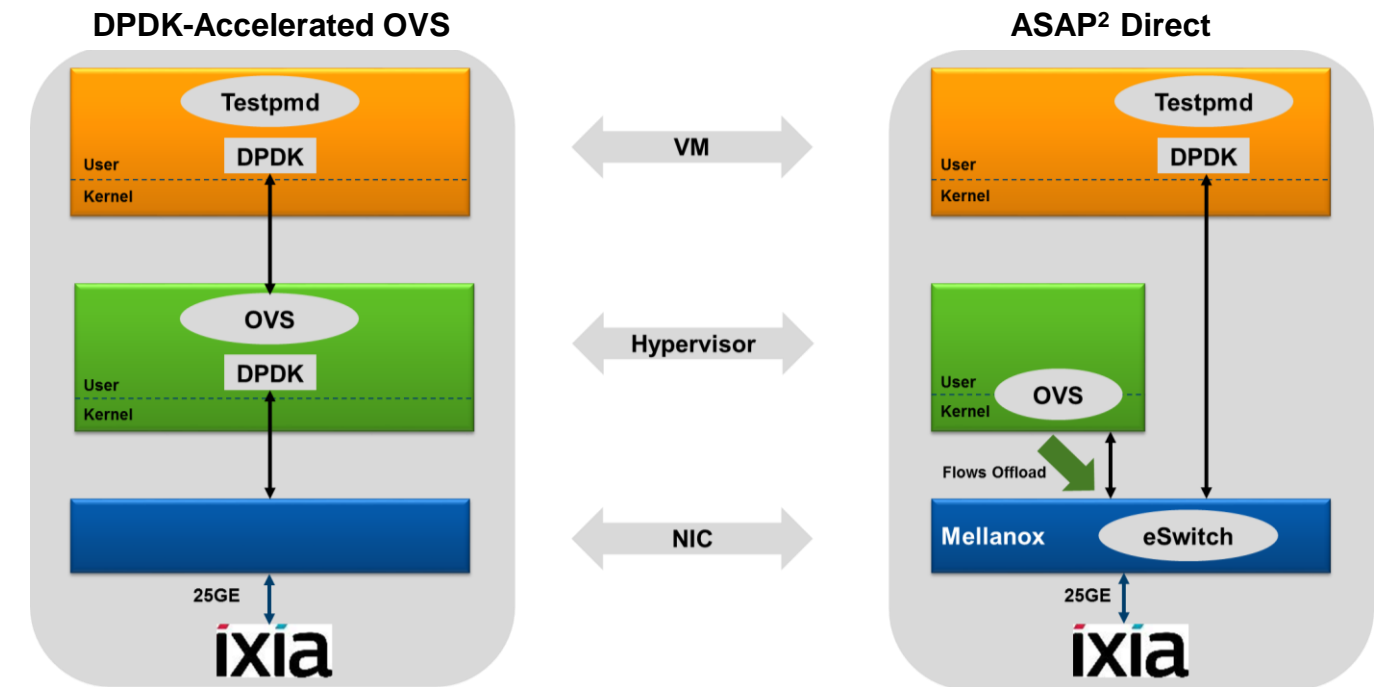 DPDK-Accelerated OVS
Testpmd
DPDK
User
Kernel
OVS
DPDK
User
Kernel
25GE
ixia
VM
Hypervisor
NIC
ASAP² Direct
Testpmd
DPDK
User
Kernel
User
OVS
Kernel
Flows Offload
Mellanox
eSwitch
25GE
ixia